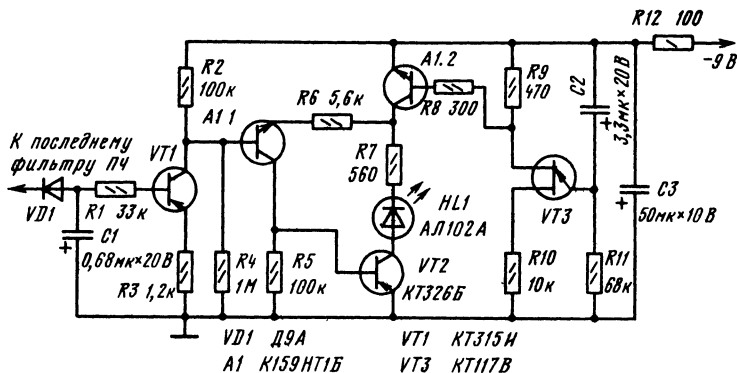 R12 100
-9 В
R2
100к
A1.1
R6 5,6к
A1.2
R8 300
R9
470
C2
3,3мк×20В
К последнему
фильтру ПЧ
VT1
VD1
R1 33к
C1
0,68мк×20В
R3 1,2к
R4
1М
R5
100к
R7
560
HL1
АЛ102А
VT2
КТ326Б
VT3
R10
10к
R11
68к
C3
50мк×10В
VD1 Д9А
VT1 КТ315И
A1 К159НТ1Б
VT3 КТ117В